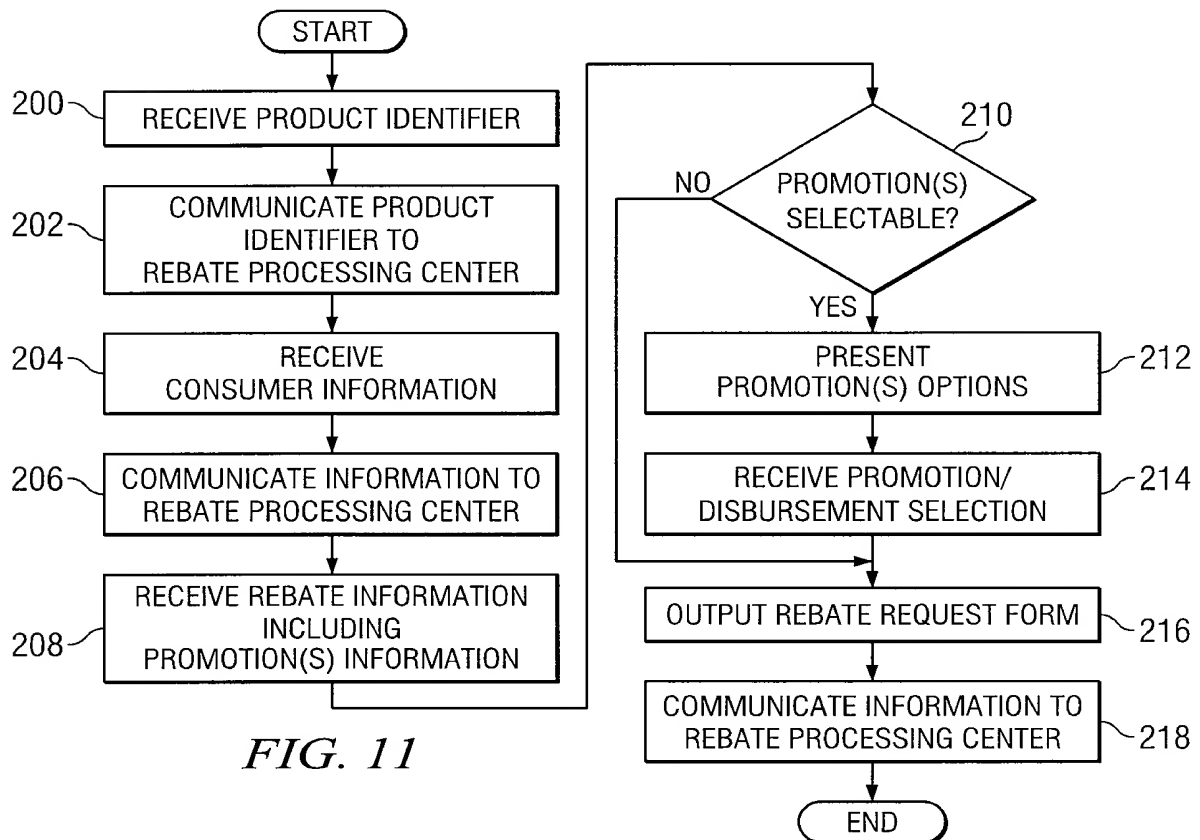 START
200
RECEIVE PRODUCT IDENTIFIER
202
COMMUNICATE PRODUCT
IDENTIFIER TO
REBATE PROCESSING CENTER
204
RECEIVE
CONSUMER INFORMATION
206
COMMUNICATE INFORMATION TO
REBATE PROCESSING CENTER
208
RECEIVE REBATE INFORMATION
INCLUDING
PROMOTION(S) INFORMATION
210
PROMOTION(S)
SELECTABLE?
NO
YES
PRESENT
PROMOTION(S) OPTIONS
212
RECEIVE PROMOTION/
DISBURSEMENT SELECTION
214
OUTPUT REBATE REQUEST FORM
216
COMMUNICATE INFORMATION TO
REBATE PROCESSING CENTER
218
END
FIG. 11